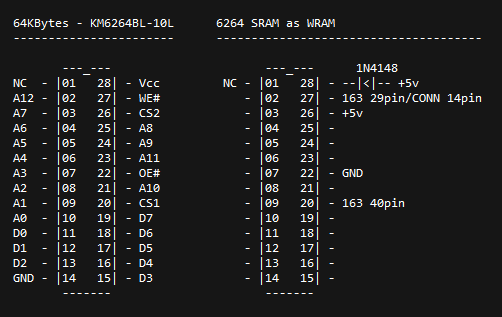 64KBytes - KM6264BL-10L      6264 SRAM as WRAM
-----------------------      --------------------------------------
       ---_---                      ---_---      1N4148
NC  - |01   28| - Vcc         NC - |01   28| - --|<|-- +5v
A12 - |02   27| - WE#            - |02   27| - 163 29pin/CONN 14pin
A7  - |03   26| - CS2            - |03   26| - +5v
A6  - |04   25| - A8             - |04   25| -
A5  - |05   24| - A9             - |05   24| -
A4  - |06   23| - A11            - |06   23| -
A3  - |07   22| - OE#            - |07   22| - GND
A2  - |08   21| - A10            - |08   21| -
A1  - |09   20| - CS1            - |09   20| - 163 40pin
A0  - |10   19| - D7             - |10   19| -
D0  - |11   18| - D6             - |11   18| -
D1  - |12   17| - D5             - |12   17| -
D2  - |13   16| - D4             - |13   16| -
GND - |14   15| - D3             - |14   15| -
       -------                      -------